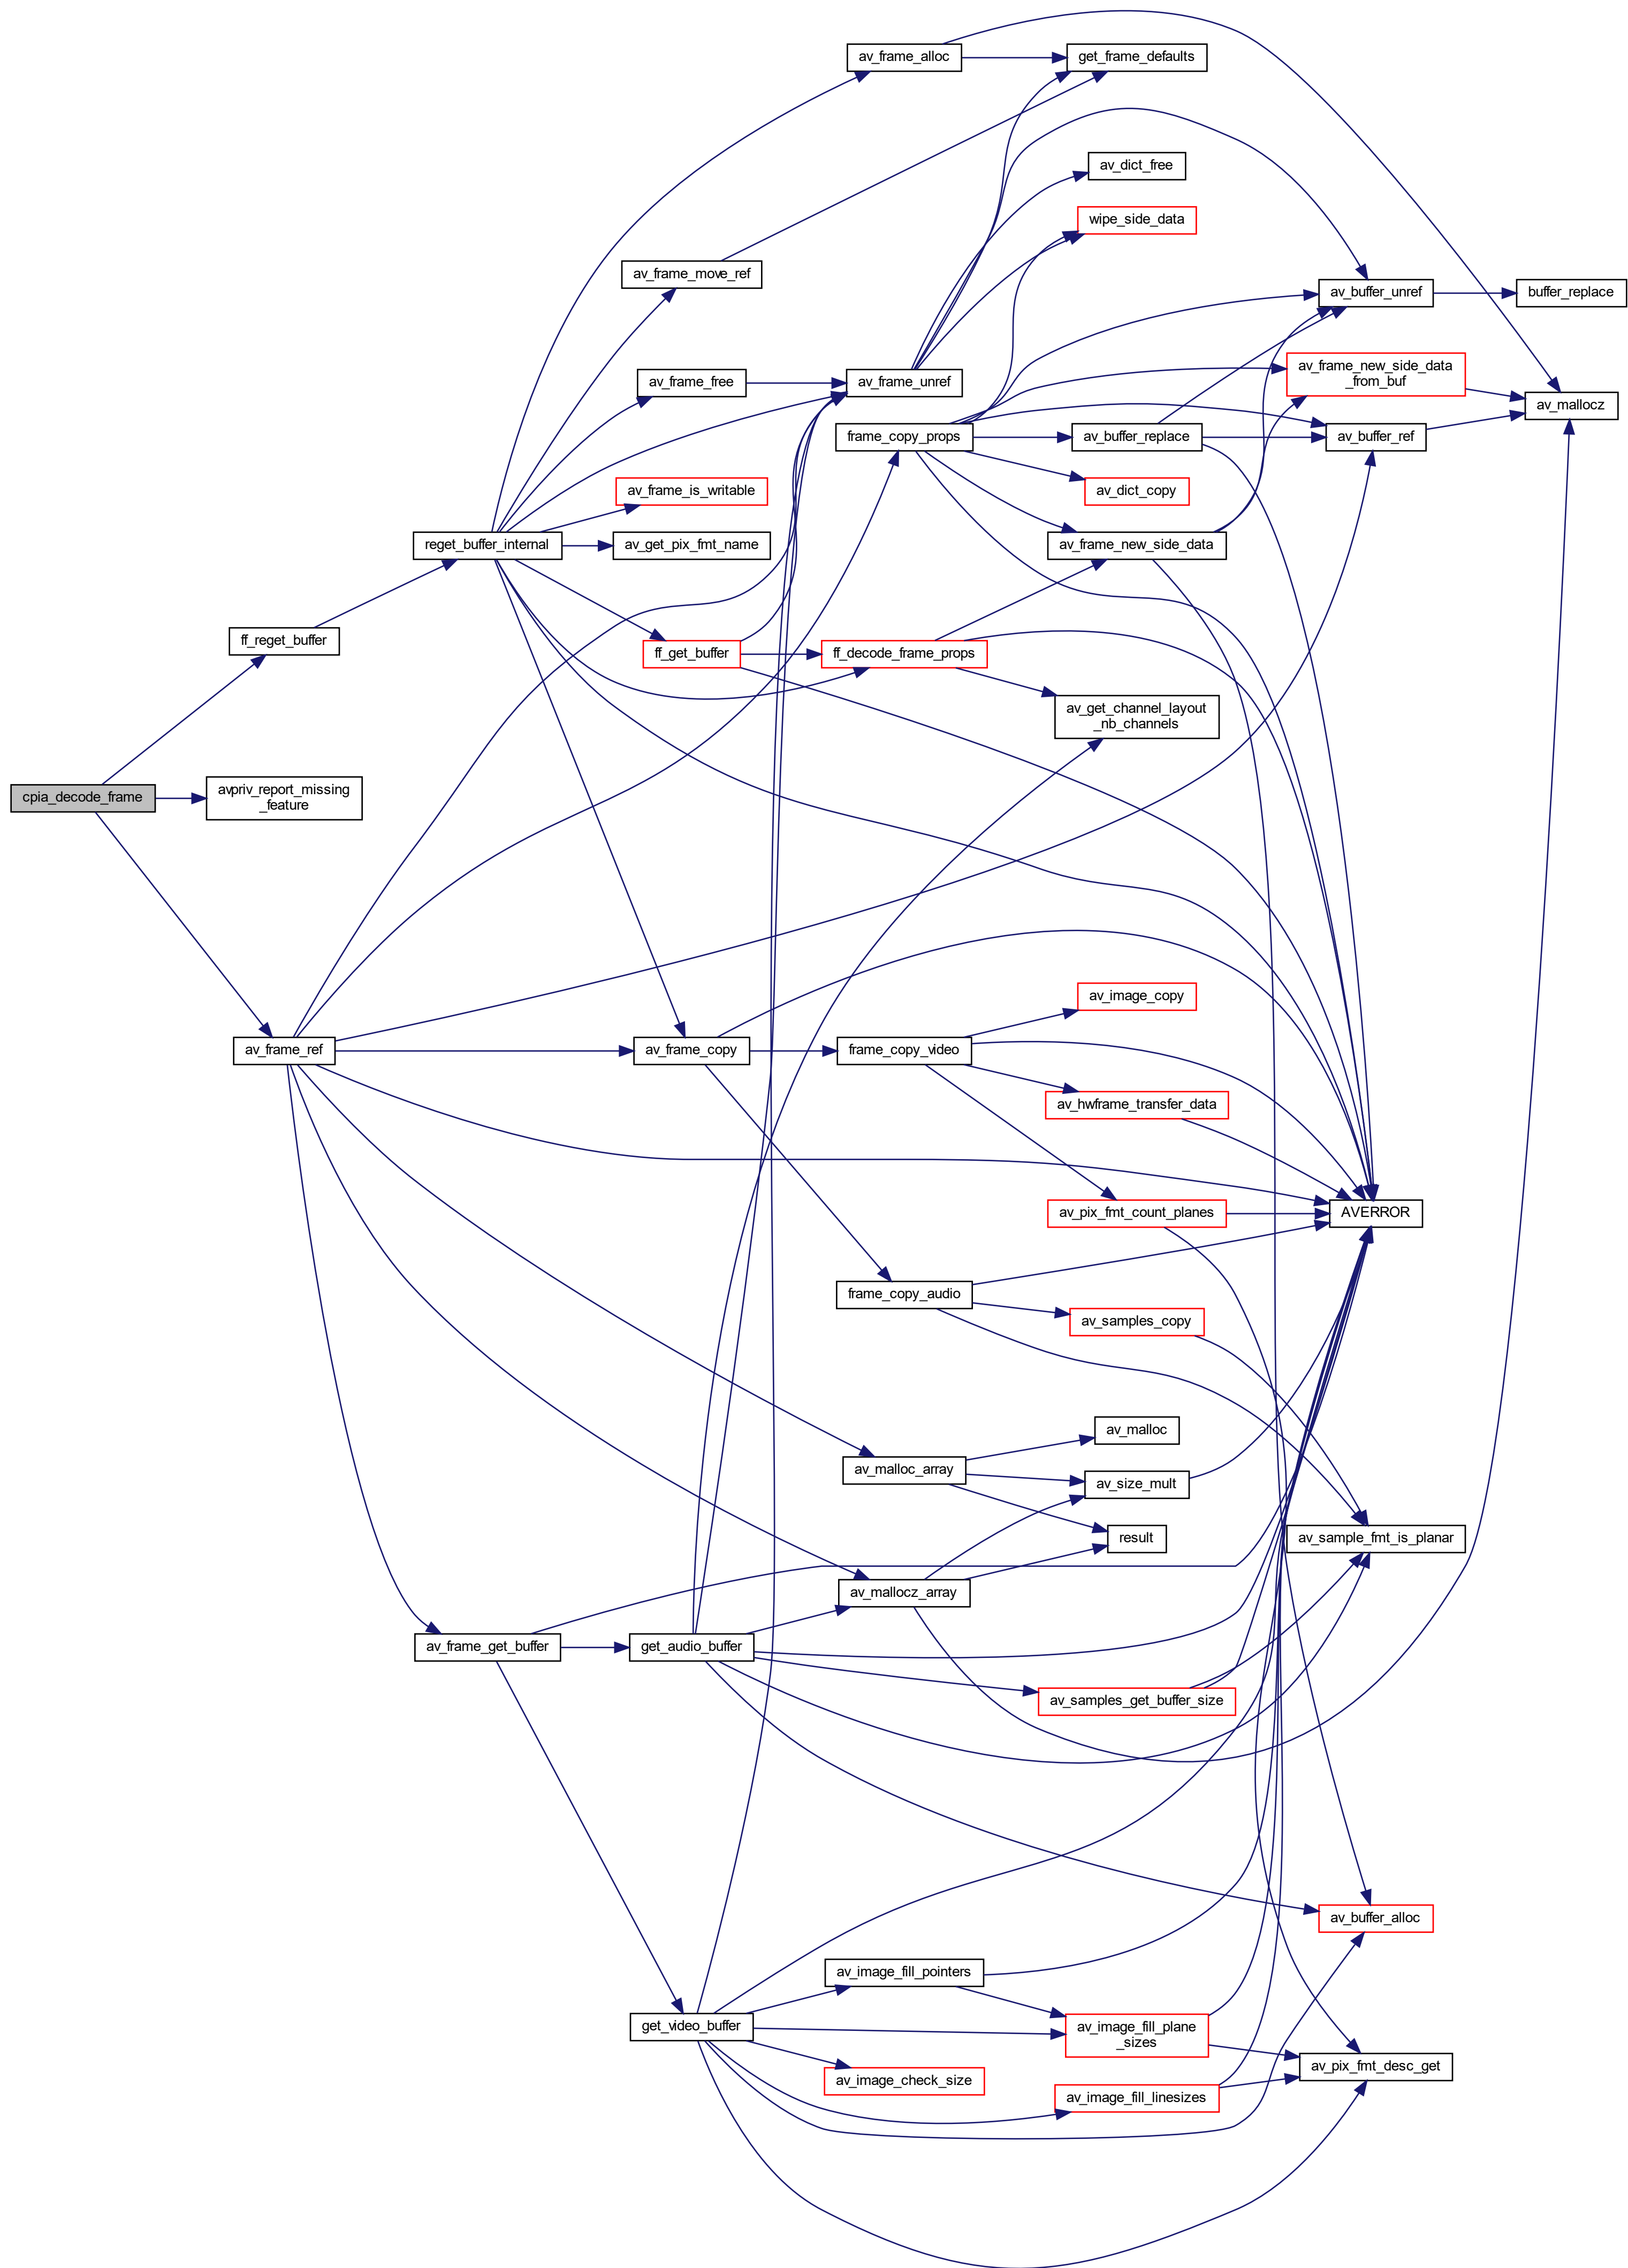 av_frame_alloc
get_frame_defaults
av_dict_free
wipe_side_data
av_frame_move_ref
av_buffer_unref
buffer_replace
av_frame_free
av_frame_unref
av_frame_new_side_data
_from_buf
av_mallocz
frame_copy_props
av_buffer_replace
av_buffer_ref
av_frame_is_writable
av_dict_copy
reget_buffer_internal
av_get_pix_fmt_name
av_frame_new_side_data
ff_reget_buffer
ff_get_buffer
ff_decode_frame_props
av_get_channel_layout
_nb_channels
cpia_decode_frame
avpriv_report_missing
_feature
av_image_copy
av_frame_ref
av_frame_copy
frame_copy_video
av_hwframe_transfer_data
av_pix_fmt_count_planes
AVERROR
frame_copy_audio
av_samples_copy
av_malloc
av_malloc_array
av_size_mult
result
av_sample_fmt_is_planar
av_mallocz_array
av_frame_get_buffer
get_audio_buffer
av_samples_get_buffer_size
av_buffer_alloc
av_image_fill_pointers
get_video_buffer
av_image_fill_plane
_sizes
av_pix_fmt_desc_get
av_image_check_size
av_image_fill_linesizes